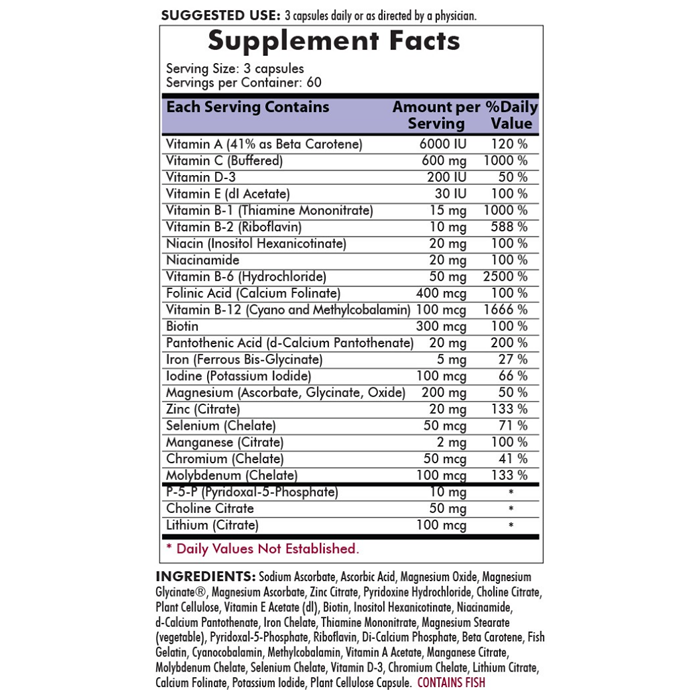 SUGGESTED USE: 3 capsules daily or as directed by a physician.
Supplement Facts
Serving Size: 3 capsules
Servings per Container: 60
Each Serving Contains Amount per %Daily
Serving Value
Vitamin A (41% as Beta Carotene) 6000 IU 120 %
Vitamin C (Buffered) 600 mg 1000 %
Vitamin D-3 200 IU 50 %
Vitamin E (dl Acetate) 30 IU 100 %
Vitamin B-1 (Thiamine Mononitrate) 15 mg 1000 %
Vitamin B-2 (Riboflavin) 10 mg 588 %
Niacin (Inositol Hexanicotinate) 20 mg 100 %
Niacinamide 20 mg 100 %
Vitamin B-6 (Hydrochloride) 50 mg 2500 %
Folinic Acid (Calcium Folinate) 400 mcg 100 %
Vitamin B-12 (Cyano and Methylcobalamin) 100 mcg 1666 %
Biotin 300 mcg 100 %
Pantothenic Acid (d-Calcium Pantothenate) 20 mg 200 %
Iron (Ferrous Bis-Glycinate) 5 mg 27 %
Iodine (Potassium Iodide) 100 mcg 66 %
Magnesium (Ascorbate, Glycinate, Oxide) 200 mg 50 %
Zinc (Citrate) 20 mg 133 %
Selenium (Chelate) 50 mcg 71 %
Manganese (Citrate) 2 mg 100 %
Chromium (Chelate) 50 mcg 41 %
Molybdenum (Chelate) 100 mcg 133 %
P-5-P (Pyridoxal-5-Phosphate) 10 mg *
Choline Citrate 50 mg *
Lithium (Citrate) 100 mcg *
* Daily Values Not Established.
INGREDIENTS: Sodium Ascorbate, Ascorbic Acid, Magnesium Oxide, Magnesium
Glycinate®, Magnesium Ascorbate, Zinc Citrate, Pyridoxine Hydrochloride, Choline Citrate,
Plant Cellulose, Vitamin E Acetate (dl), Biotin, Inositol Hexanicotinate, Niacinamide,
d-Calcium Pantothenate, Iron Chelate, Thiamine Mononitrate, Magnesium Stearate
(vegetable), Pyridoxal-5-Phosphate, Riboflavin, Di-Calcium Phosphate, Beta Carotene, Fish
Gelatin, Cyanocobalamin, Methylcobalamin, Vitamin A Acetate, Manganese Citrate,
Molybdenum Chelate, Selenium Chelate, Vitamin D-3, Chromium Chelate, Lithium Citrate,
Calcium Folinate, Potassium Iodide, Plant Cellulose Capsule. CONTAINS FISH